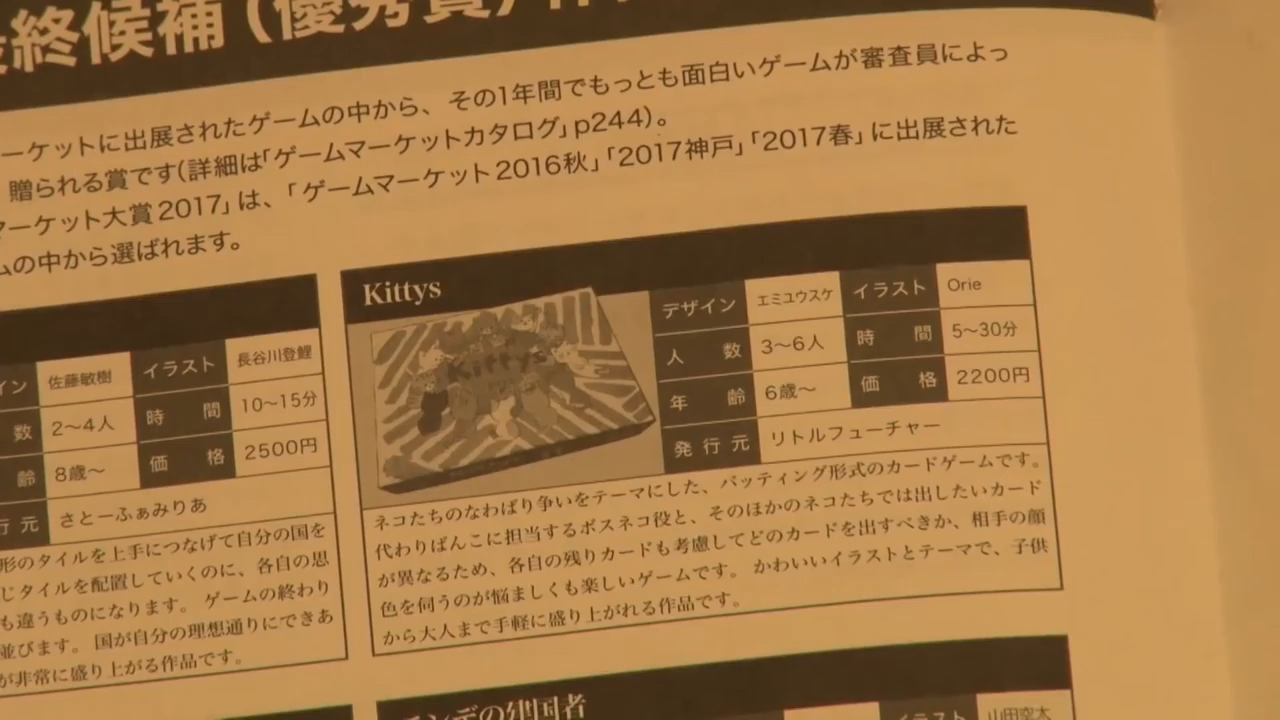 終候補（優秀賞）
ーケットに出展されたゲームの中から、その1年間でもっとも面白いゲームが審査員によっ
贈られる賞です(詳細は｢ゲームマーケットカタログ｣p244)。
マーケット大賞2017」は、「ゲームマーケット2016秋」「2017神戸」「2017春」に出展された
ムの中から選ばれます。
イン 佐藤敏樹 イラスト 長谷川登鯉
数 2〜4人 時間 10〜15分
齢 8歳〜 価格 2500円
行元 さとーふぁみりあ
形のタイルを上手につなげて自分の国を
じタイルを配置していくのに、各自の思
も違うものになります。ゲームの終わり
並びます。国が自分の理想通りにできあ
が非常に盛り上がる作品です。
Kittys
Kittys
デザイン エミユウスケ イラスト Orie
人数 3〜6人 時間 5〜30分
年齢 6歳〜 価格 2200円
発行元 リトルフューチャー
ネコたちのなわばり争いをテーマにした、バッティング形式のカードゲームです。
代わりばんこに担当するボスネコ役と、そのほかのネコたちでは出したいカード
が異なるため、各自の残りカードも考慮してどのカードを出すべきか、相手の顔
色を伺うのが悩ましくも楽しいゲームです。かわいいイラストとテーマで、子供
から大人まで手軽に盛り上がれる作品です。
ンデの建国者
イラスト 山田空太